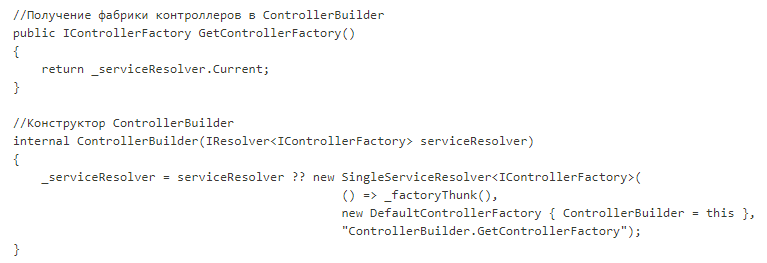 //Получение фабрики контроллеров в ControllerBuilder
public IControllerFactory GetControllerFactory()
{
    return _serviceResolver.Current;
}

//Конструктор ControllerBuilder
internal ControllerBuilder(IResolver<IControllerFactory> serviceResolver)
{
    _serviceResolver = serviceResolver ?? new SingleServiceResolver<IControllerFactory>(
                                            () => _factoryThunk(),
                                            new DefaultControllerFactory { ControllerBuilder = this },
                                            "ControllerBuilder.GetControllerFactory");
}